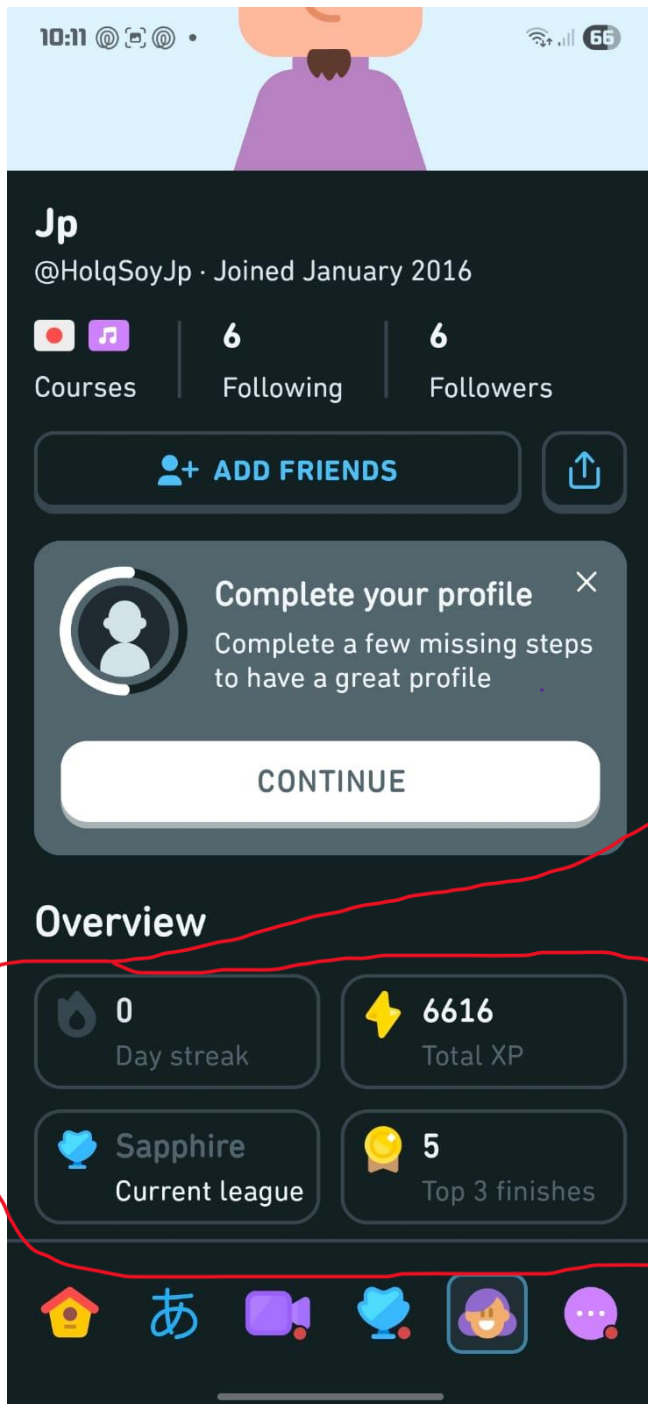 10:11
66
Jp
@HolqSoyJp · Joined January 2016
Courses
6
Following
6
Followers
ADD FRIENDS
Complete your profile
Complete a few missing steps
to have a great profile
CONTINUE
Overview
0
Day streak
6616
Total XP
Sapphire
Current league
5
Top 3 finishes
あ